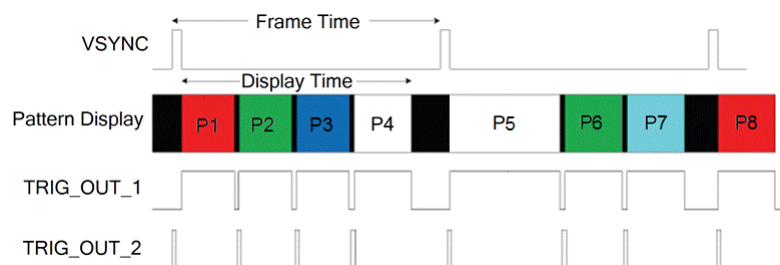 Frame Time
VSYNC
Display Time
Pattern Display
P1 P2 P3 P4 P5 P6 P7 P8
TRIG_OUT_1
TRIG_OUT_2